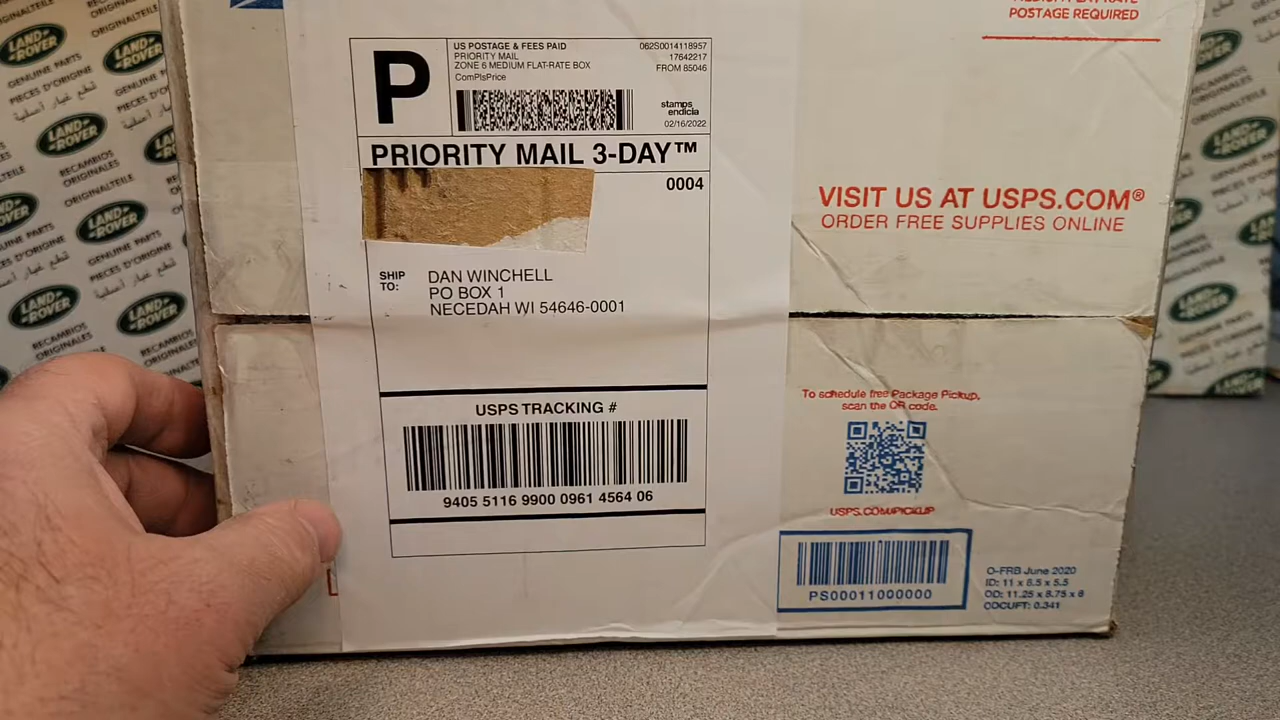 POSTAGE REQUIRED
P
US POSTAGE & FEES PAID
PRIORITY MAIL
ZONE 6 MEDIUM FLAT-RATE BOX
ComPlsPrice
062S0014118957
17642217
FROM 85046
stamps
endicia
02/16/2022
PRIORITY MAIL 3-DAY™
0004
SHIP
TO:
DAN WINCHELL
PO BOX 1
NECEDAH WI 54646-0001
USPS TRACKING #
9405 5116 9900 0961 4564 06
VISIT US AT USPS.COM®
ORDER FREE SUPPLIES ONLINE
To schedule free Package Pickup,
scan the QR code.
USPS.COM/PICKUP
PS00011000000
O-FRB June 2020
ID: 11 x 8.5 x 5.5
OD: 11.25 x 8.75 x 6
COCUFT: 0.341
LAND ROVER
GENUINE PARTS
PIECES D'ORIGINE
قطع غيار أصلية
RECAMBIOS
ORIGINALES
ORIGINALTEILE